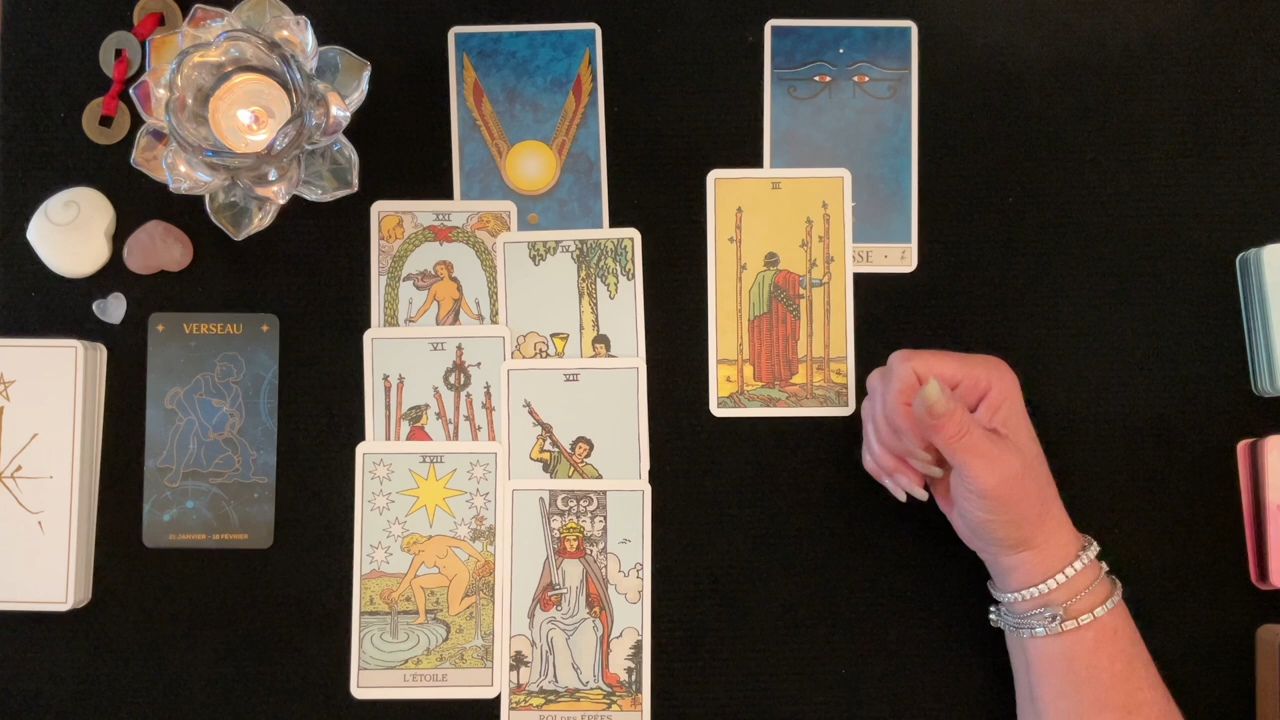 SSE •
XXI
IV
III
VERSEAU
21 JANVIER - 18 FÉVRIER
VI
VII
XVII
L'ÉTOILE
ROI DES ÉPÉES